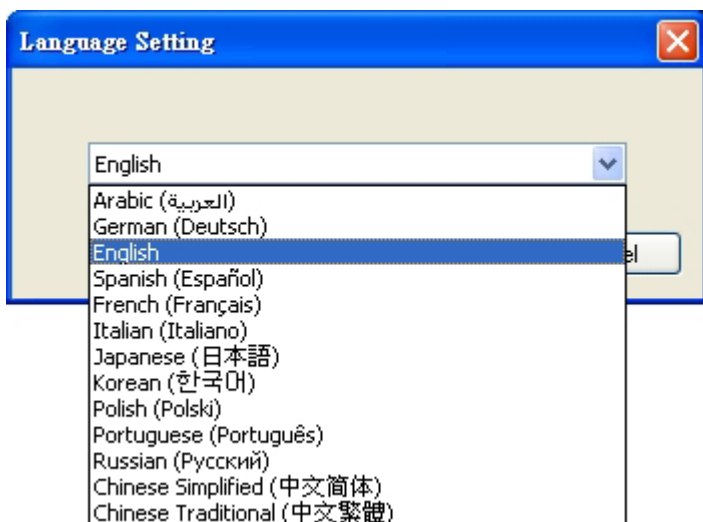 Language Setting
English
Arabic (العربية)
German (Deutsch)
English
Spanish (Español)
French (Français)
Italian (Italiano)
Japanese (日本語)
Korean (한국어)
Polish (Polski)
Portuguese (Português)
Russian (Русский)
Chinese Simplified (中文简体)
Chinese Traditional (中文繁體)